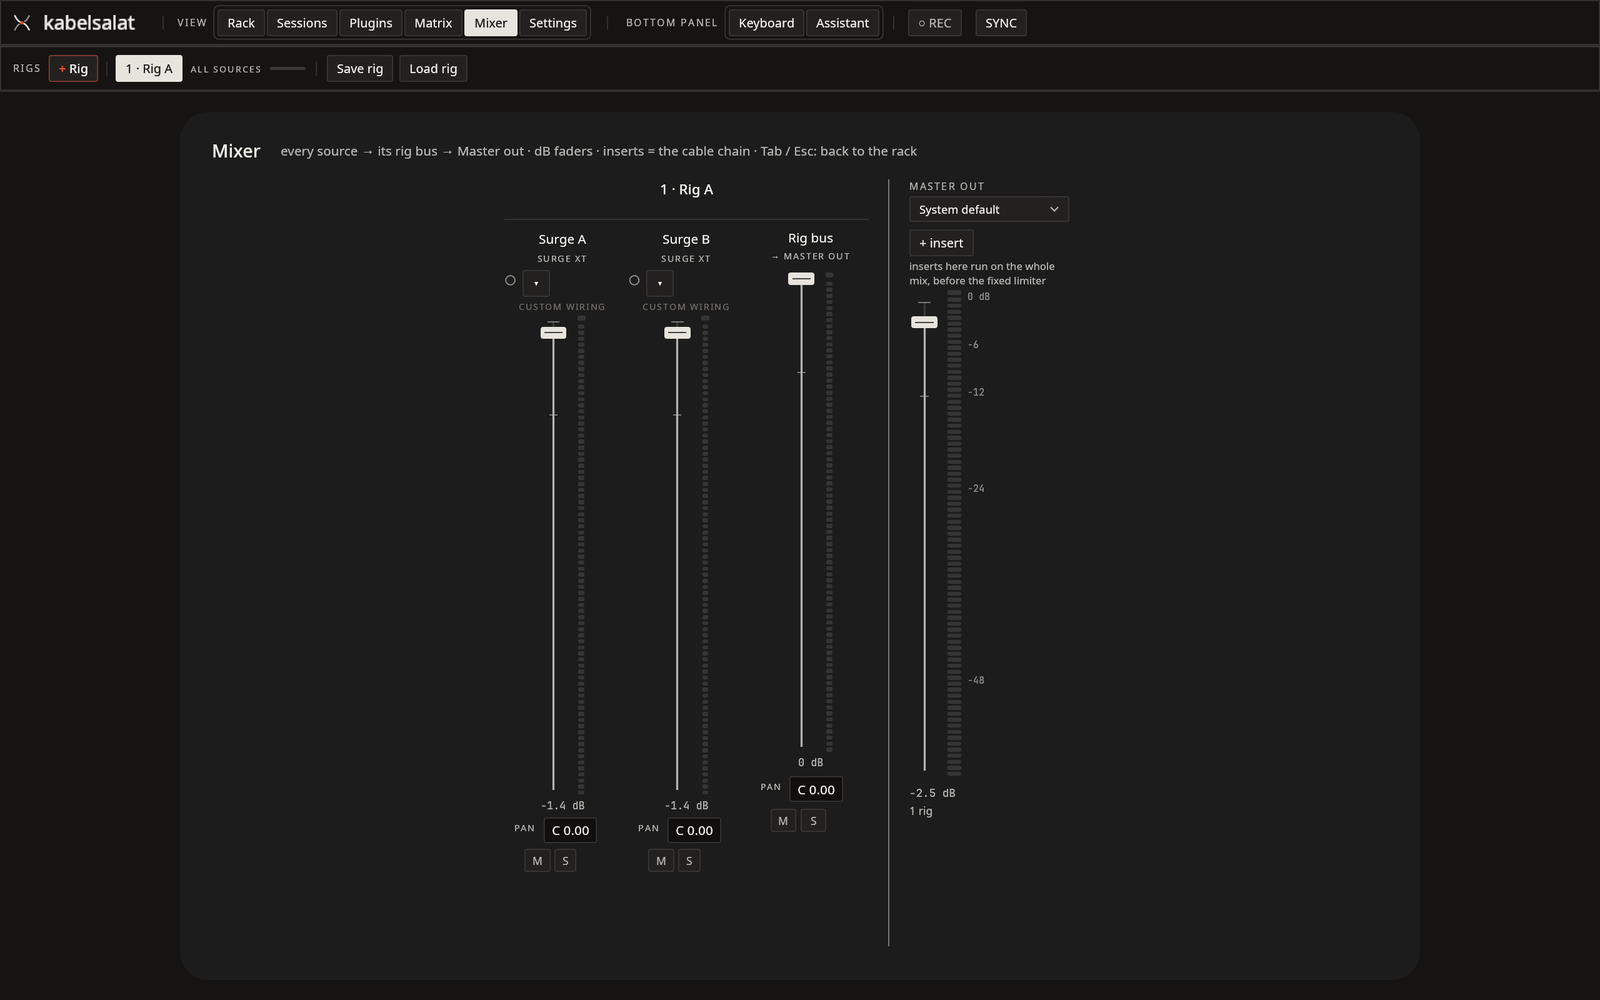 kabelsalat VIEW Rack Sessions Plugins Matrix Mixer Settings BOTTOM PANEL Keyboard Assistant REC SYNC
RIGS + Rig 1 · Rig A ALL SOURCES Save rig Load rig
Mixer every source → its rig bus → Master out · dB faders · inserts = the cable chain · Tab / Esc: back to the rack
1 · Rig A
Surge A
SURGE XT
CUSTOM WIRING
-1.4 dB
PAN C 0.00
M S
Surge B
SURGE XT
CUSTOM WIRING
-1.4 dB
PAN C 0.00
M S
Rig bus
→ MASTER OUT
0 dB
PAN C 0.00
M S
MASTER OUT
System default
+ insert
inserts here run on the whole
mix, before the fixed limiter
0 dB
-6
-12
-24
-48
-2.5 dB
1 rig